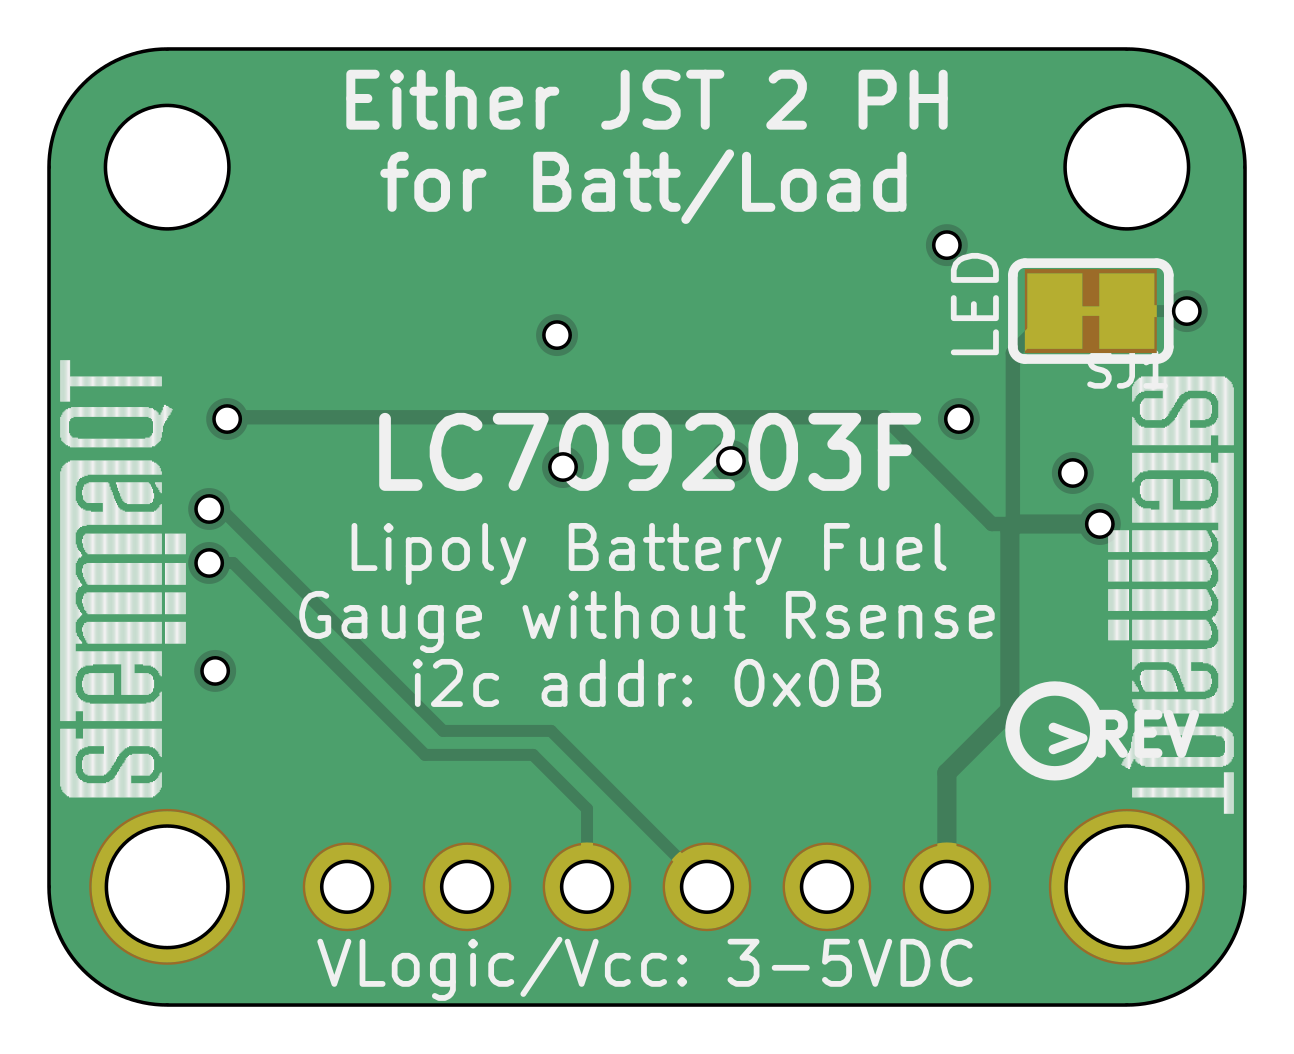 Either JST 2 PH
for Batt/Load
LED
SJ1
stemmaQT
LC709203F
stemmaQT
Lipoly Battery Fuel
Gauge without Rsense
i2c addr: 0x0B
>REV
VLogic/Vcc: 3-5VDC